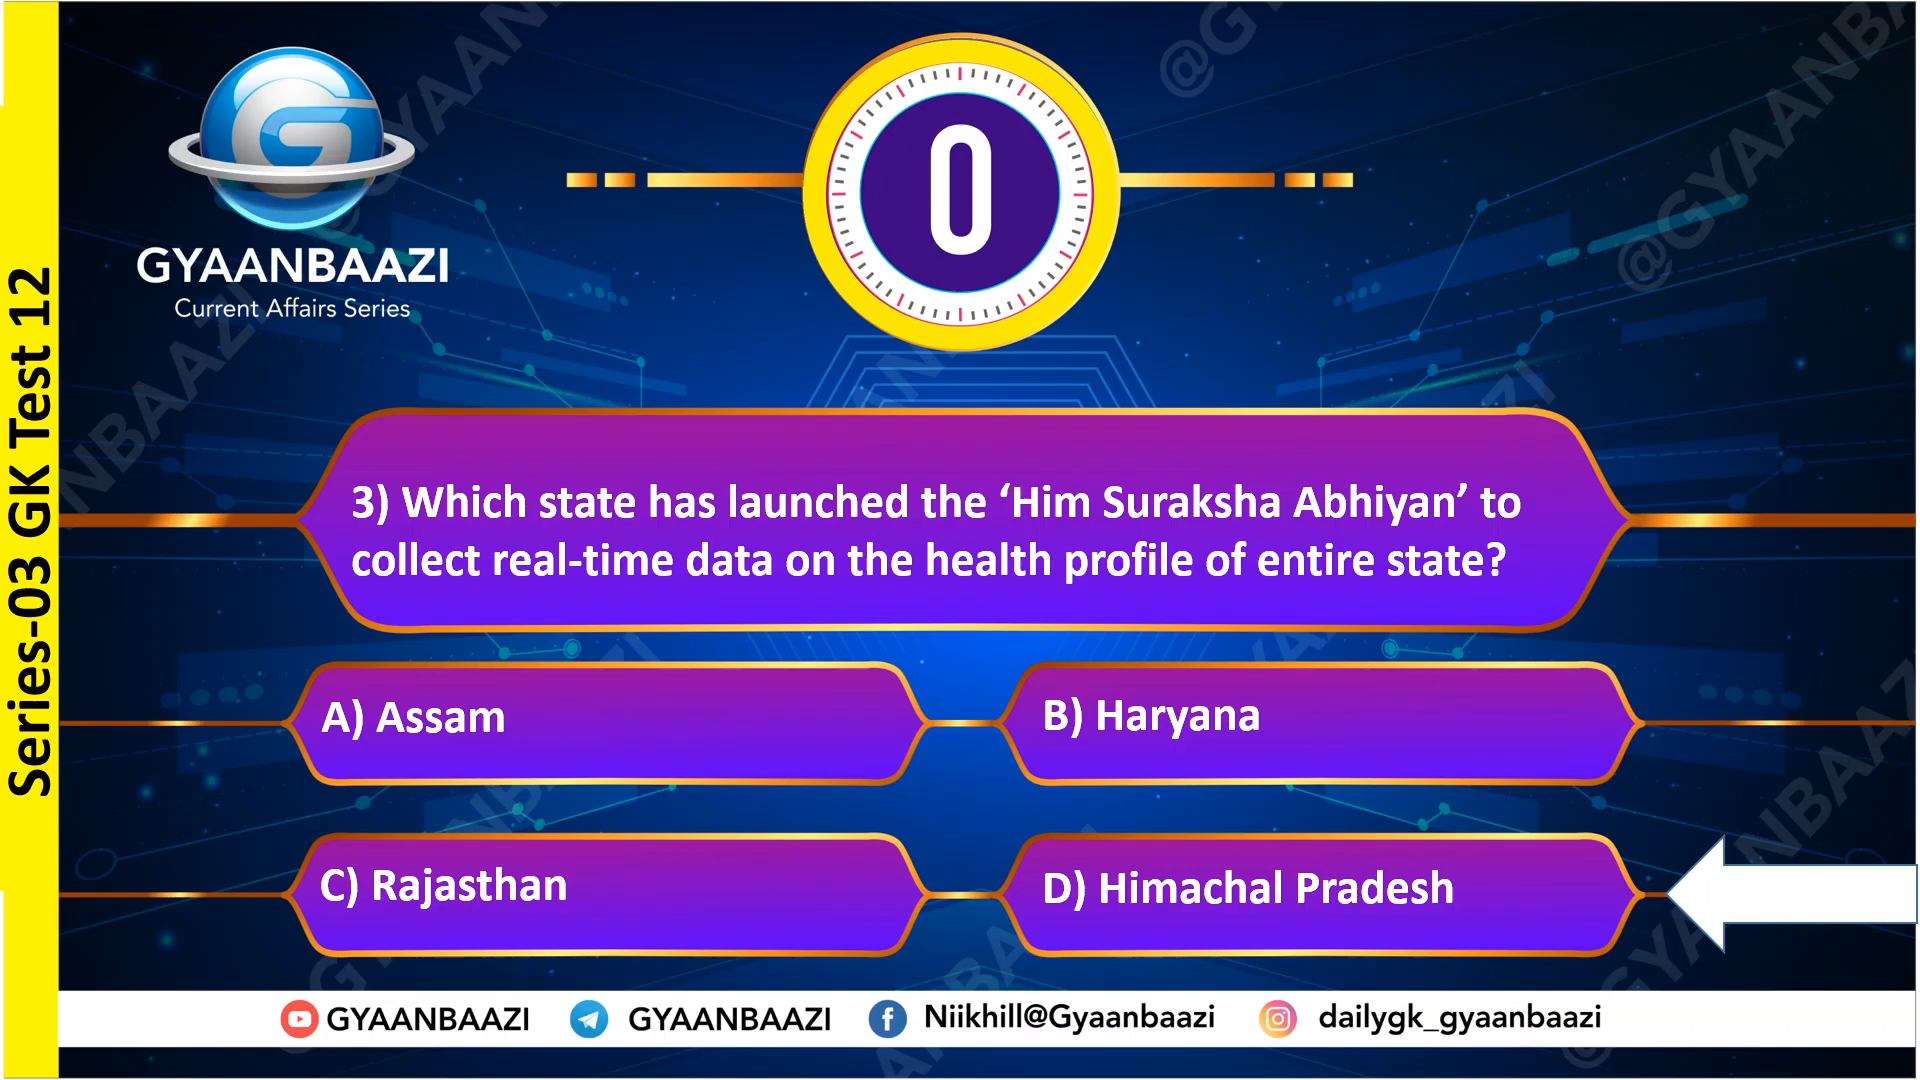 Series-03 GK Test 12
GYAANBAAZI
Current Affairs Series
0
3) Which state has launched the ‘Him Suraksha Abhiyan’ to
collect real-time data on the health profile of entire state?
A) Assam
B) Haryana
C) Rajasthan
D) Himachal Pradesh
GYAANBAAZI
GYAANBAAZI
Niikhill@Gyaanbaazi
dailygk_gyaanbaazi
@GYAANBAAZI